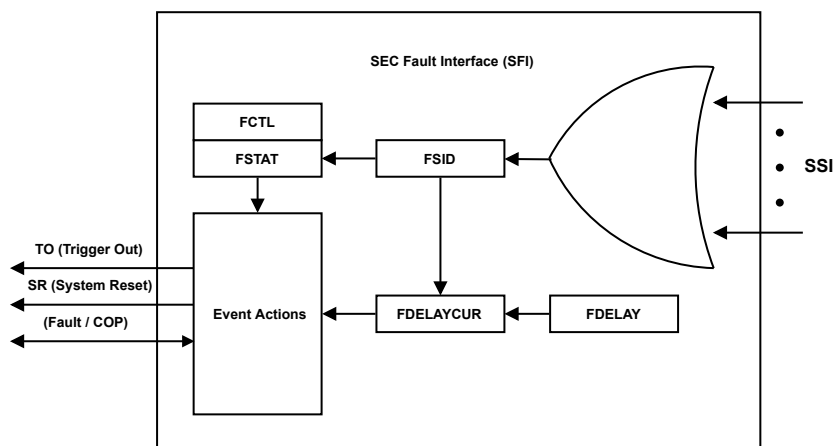 SEC Fault Interface (SFI)
FCTL
FSTAT
FSID
SSI
TO (Trigger Out)
SR (System Reset)
(Fault / COP)
Event Actions
FDELAYCUR
FDELAY